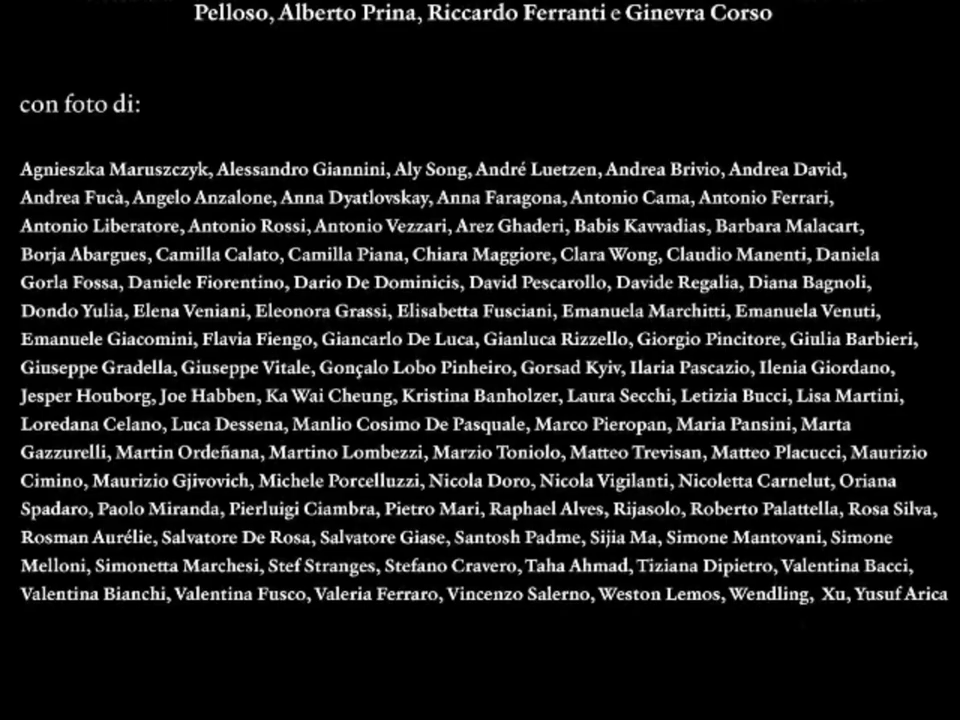 Pelloso, Alberto Prina, Riccardo Ferranti e Ginevra Corso
con foto di:
Agnieszka Maruszczyk, Alessandro Giannini, Aly Song, André Luetzen, Andrea Brivio, Andrea David,
Andrea Fucà, Angelo Anzalone, Anna Dyatlovskay, Anna Faragona, Antonio Cama, Antonio Ferrari,
Antonio Liberatore, Antonio Rossi, Antonio Vezzari, Arez Ghaderi, Babis Kavvadias, Barbara Malacart,
Borja Abargues, Camilla Calato, Camilla Piana, Chiara Maggiore, Clara Wong, Claudio Manenti, Daniela
Gorla Fossa, Daniele Fiorentino, Dario De Dominicis, David Pescarollo, Davide Regalia, Diana Bagnoli,
Dondo Yulia, Elena Veniani, Eleonora Grassi, Elisabetta Fusciani, Emanuela Marchitti, Emanuela Venuti,
Emanuele Giacomini, Flavia Fiengo, Giancarlo De Luca, Gianluca Rizzello, Giorgio Pincitore, Giulia Barbieri,
Giuseppe Gradella, Giuseppe Vitale, Gonçalo Lobo Pinheiro, Gorsad Kyiv, Ilaria Pascazio, Ilenia Giordano,
Jesper Houborg, Joe Habben, Ka Wai Cheung, Kristina Banholzer, Laura Secchi, Letizia Bucci, Lisa Martini,
Loredana Celano, Luca Dessena, Manlio Cosimo De Pasquale, Marco Pieropan, Maria Pansini, Marta
Gazzurelli, Martin Ordeñana, Martino Lombezzi, Marzio Toniolo, Matteo Trevisan, Matteo Placucci, Maurizio
Cimino, Maurizio Gjivovich, Michele Porcelluzzi, Nicola Doro, Nicola Vigilanti, Nicoletta Carnelut, Oriana
Spadaro, Paolo Miranda, Pierluigi Ciambra, Pietro Mari, Raphael Alves, Rijasolo, Roberto Palattella, Rosa Silva,
Rosman Aurélie, Salvatore De Rosa, Salvatore Giase, Santosh Padme, Sijia Ma, Simone Mantovani, Simone
Melloni, Simonetta Marchesi, Stef Stranges, Stefano Cravero, Taha Ahmad, Tiziana Dipietro, Valentina Bacci,
Valentina Bianchi, Valentina Fusco, Valeria Ferraro, Vincenzo Salerno, Weston Lemos, Wendling, Xu, Yusuf Arica